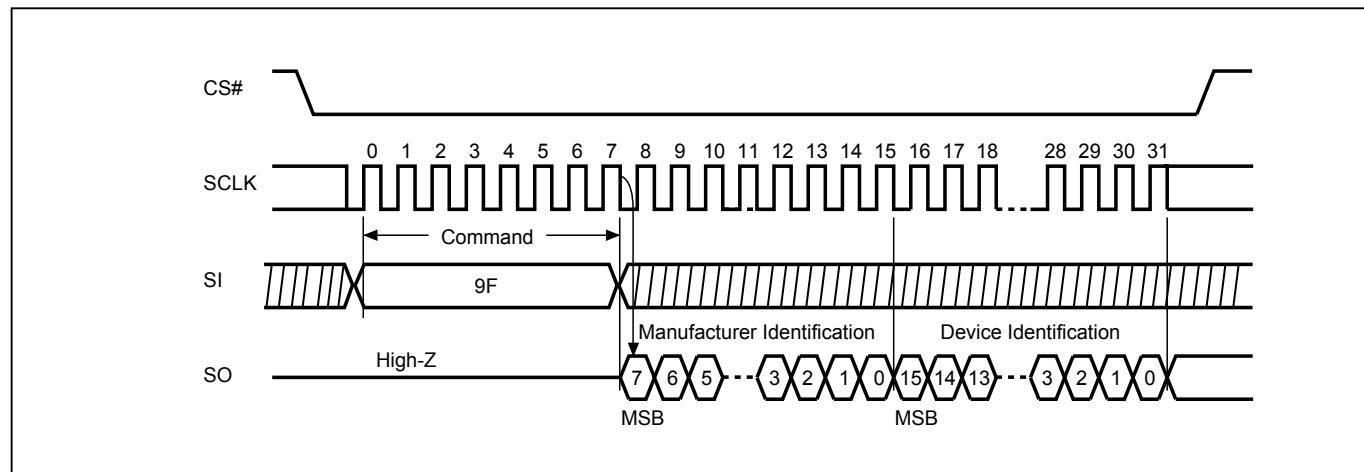 CS#
0 1 2 3 4 5 6 7 8 9 10 11 12 13 14 15 16 17 18 28 29 30 31
SCLK
Command
SI
9F
Manufacturer Identification Device Identification
High-Z
SO
7 6 5 3 2 1 0 15 14 13 3 2 1 0
MSB MSB